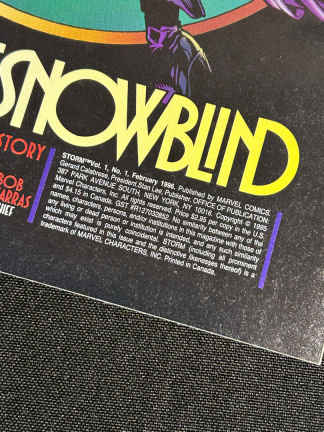 SNOWBLIND
STORY
BOB
ARRAS
STORM™ Vol. 1, No. 1, February 1996. Published by MARVEL COMICS.
Gerard Calabrese, President. Stan Lee, Publisher. OFFICE OF PUBLICATION:
387 PARK AVENUE SOUTH, NEW YORK, NY 10016. Copyright © 1995
Marvel Characters, Inc. All rights reserved. Price $2.95 per copy in the U.S.
and $4.15 in Canada. GST #R127032852. No similarity between any of the
names, characters, persons, and/or institutions in this magazine with those of
any living or dead person or institution is intended, and any such similarity
which may exist is purely coincidental. STORM (including all prominent
characters featured in this issue and the distinctive likenesses thereof) is a
trademark of MARVEL CHARACTERS, INC. Printed in Canada.